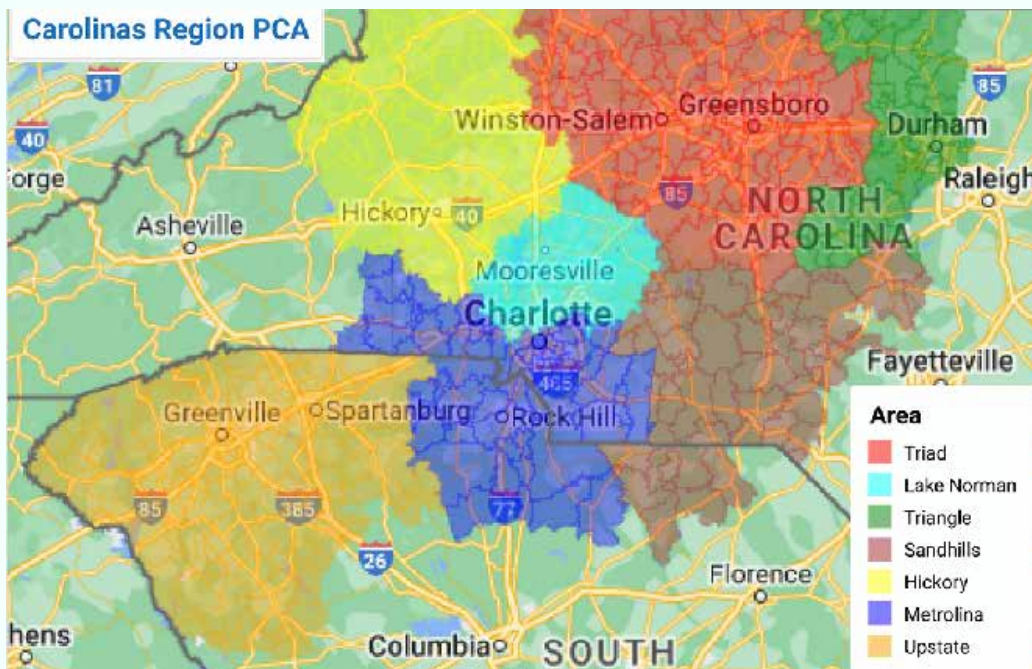 Carolinas Region PCA
81
85
40
Winston-Salem
Greensboro
Durham
orge
Raleigh
85
NORTH
CAROLINA
Hickory
40
Asheville
Mooresville
Charlotte
Fayetteville
485
Greenville
Spartanburg
Rock Hill
85
385
77
26
Florence
hens
Columbia
SOUTH
Area
Triad
Lake Norman
Triangle
Sandhills
Hickory
Metrolina
Upstate